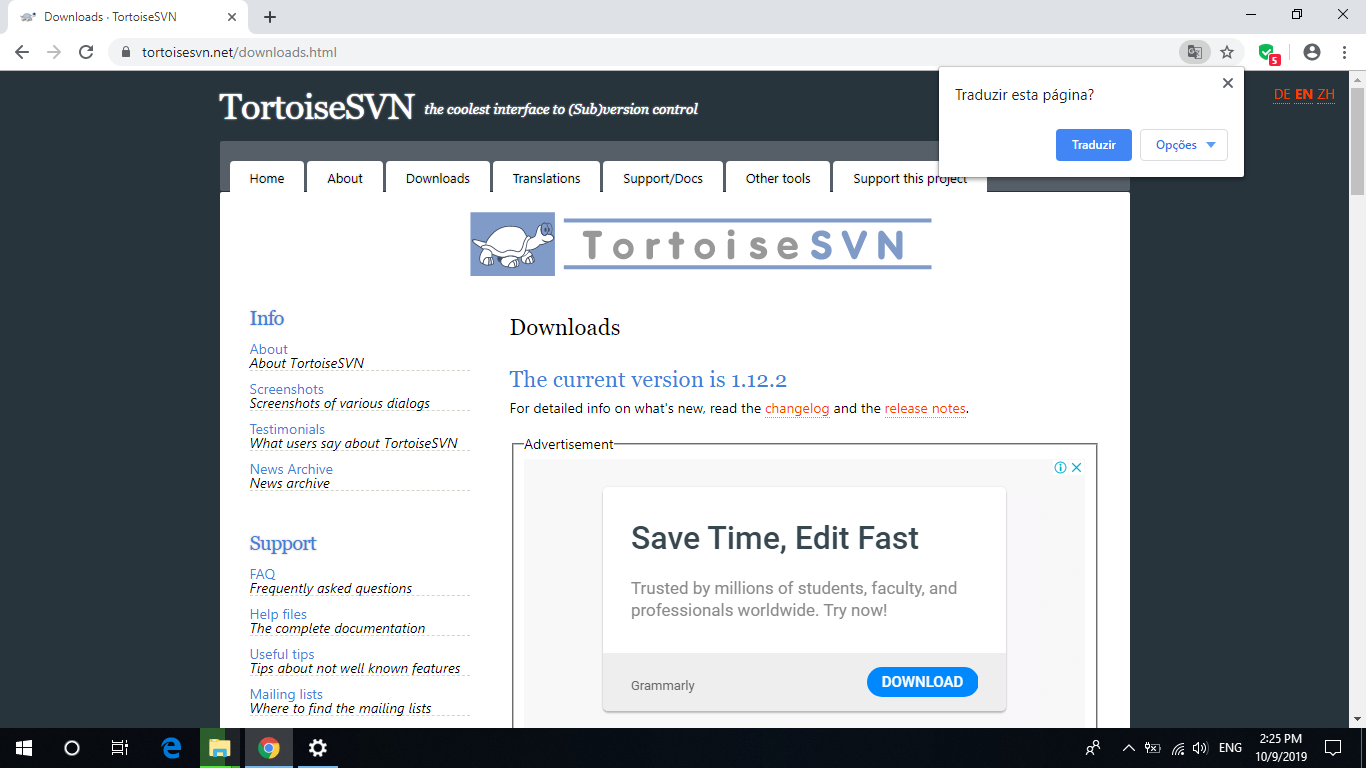 Downloads · TortoiseSVN
tortoisesvn.net/downloads.html
5
Traduzir esta página?
Traduzir
Opções
DE EN ZH
TortoiseSVN the coolest interface to (Sub)version control
Home About Downloads Translations Support/Docs Other tools Support this project
TortoiseSVN
Info
About
About TortoiseSVN
Screenshots
Screenshots of various dialogs
Testimonials
What users say about TortoiseSVN
News Archive
News archive
Support
FAQ
Frequently asked questions
Help files
The complete documentation
Useful tips
Tips about not well known features
Mailing lists
Where to find the mailing lists
Downloads
The current version is 1.12.2
For detailed info on what's new, read the changelog and the release notes.
Advertisement
Save Time, Edit Fast
Trusted by millions of students, faculty, and
professionals worldwide. Try now!
Grammarly
DOWNLOAD
ENG
2:25 PM
10/9/2019